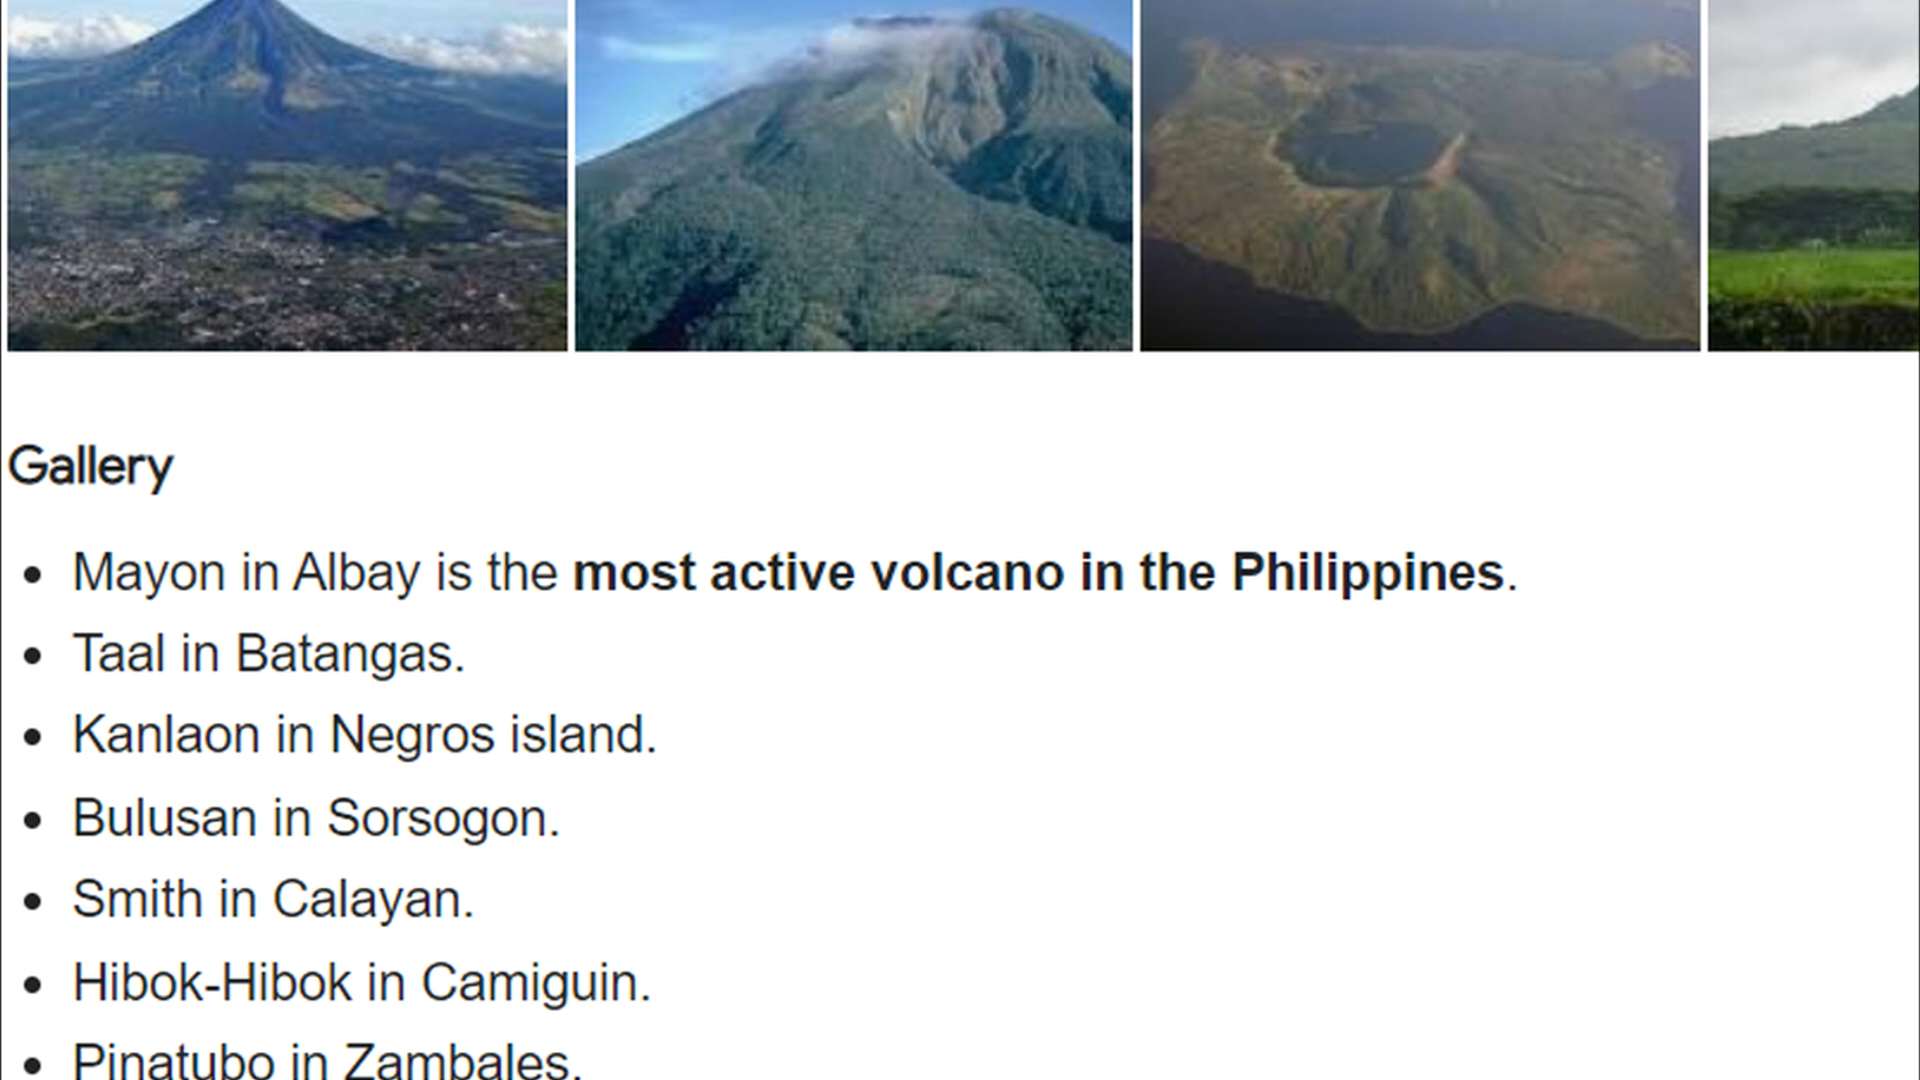 Gallery
Mayon in Albay is the most active volcano in the Philippines.
Taal in Batangas.
Kanlaon in Negros island.
Bulusan in Sorsogon.
Smith in Calayan.
Hibok-Hibok in Camiguin.
Pinatubo in Zambales.